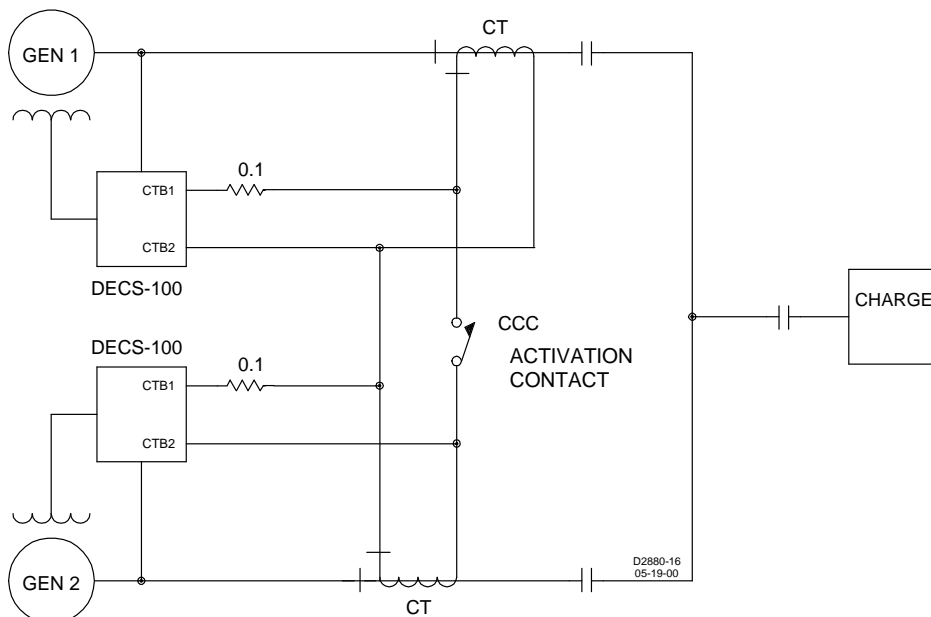 CT
GEN 1
0.1
CTB1
CTB2
DECS-100
CHARGE
CCC
ACTIVATION
CONTACT
DECS-100
0.1
CTB1
CTB2
D2880-16
05-19-00
GEN 2
CT